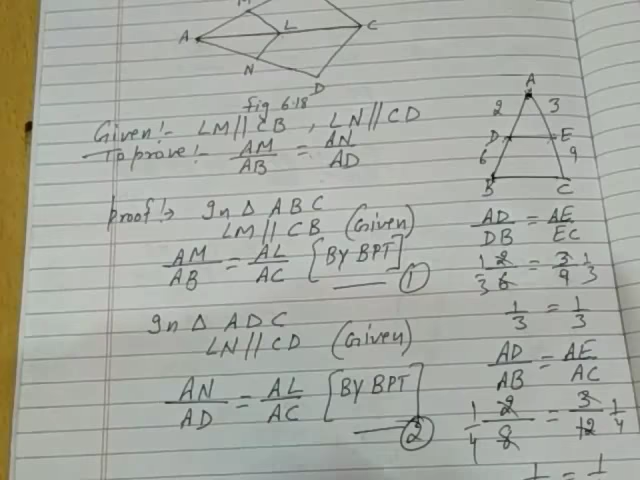 M
A
L
C
N
D
fig 6.18
Given:- LM || CB , LN || CD
To prove:- AM/AB = AN/AD
proof:→ In Δ ABC
LM || CB (Given)
AM/AB = AL/AC [BY BPT] — ①
In Δ ADC
LN || CD (Given)
AN/AD = AL/AC [BY BPT] — ②
A
2 3
D E
6 9
B C
AD/DB = AE/EC
1/3 2/6 = 3/9 1/3
1/3 = 1/3
AD/AB = AE/AC
1/4 2/8 = 3/12 1/4
1 = 1